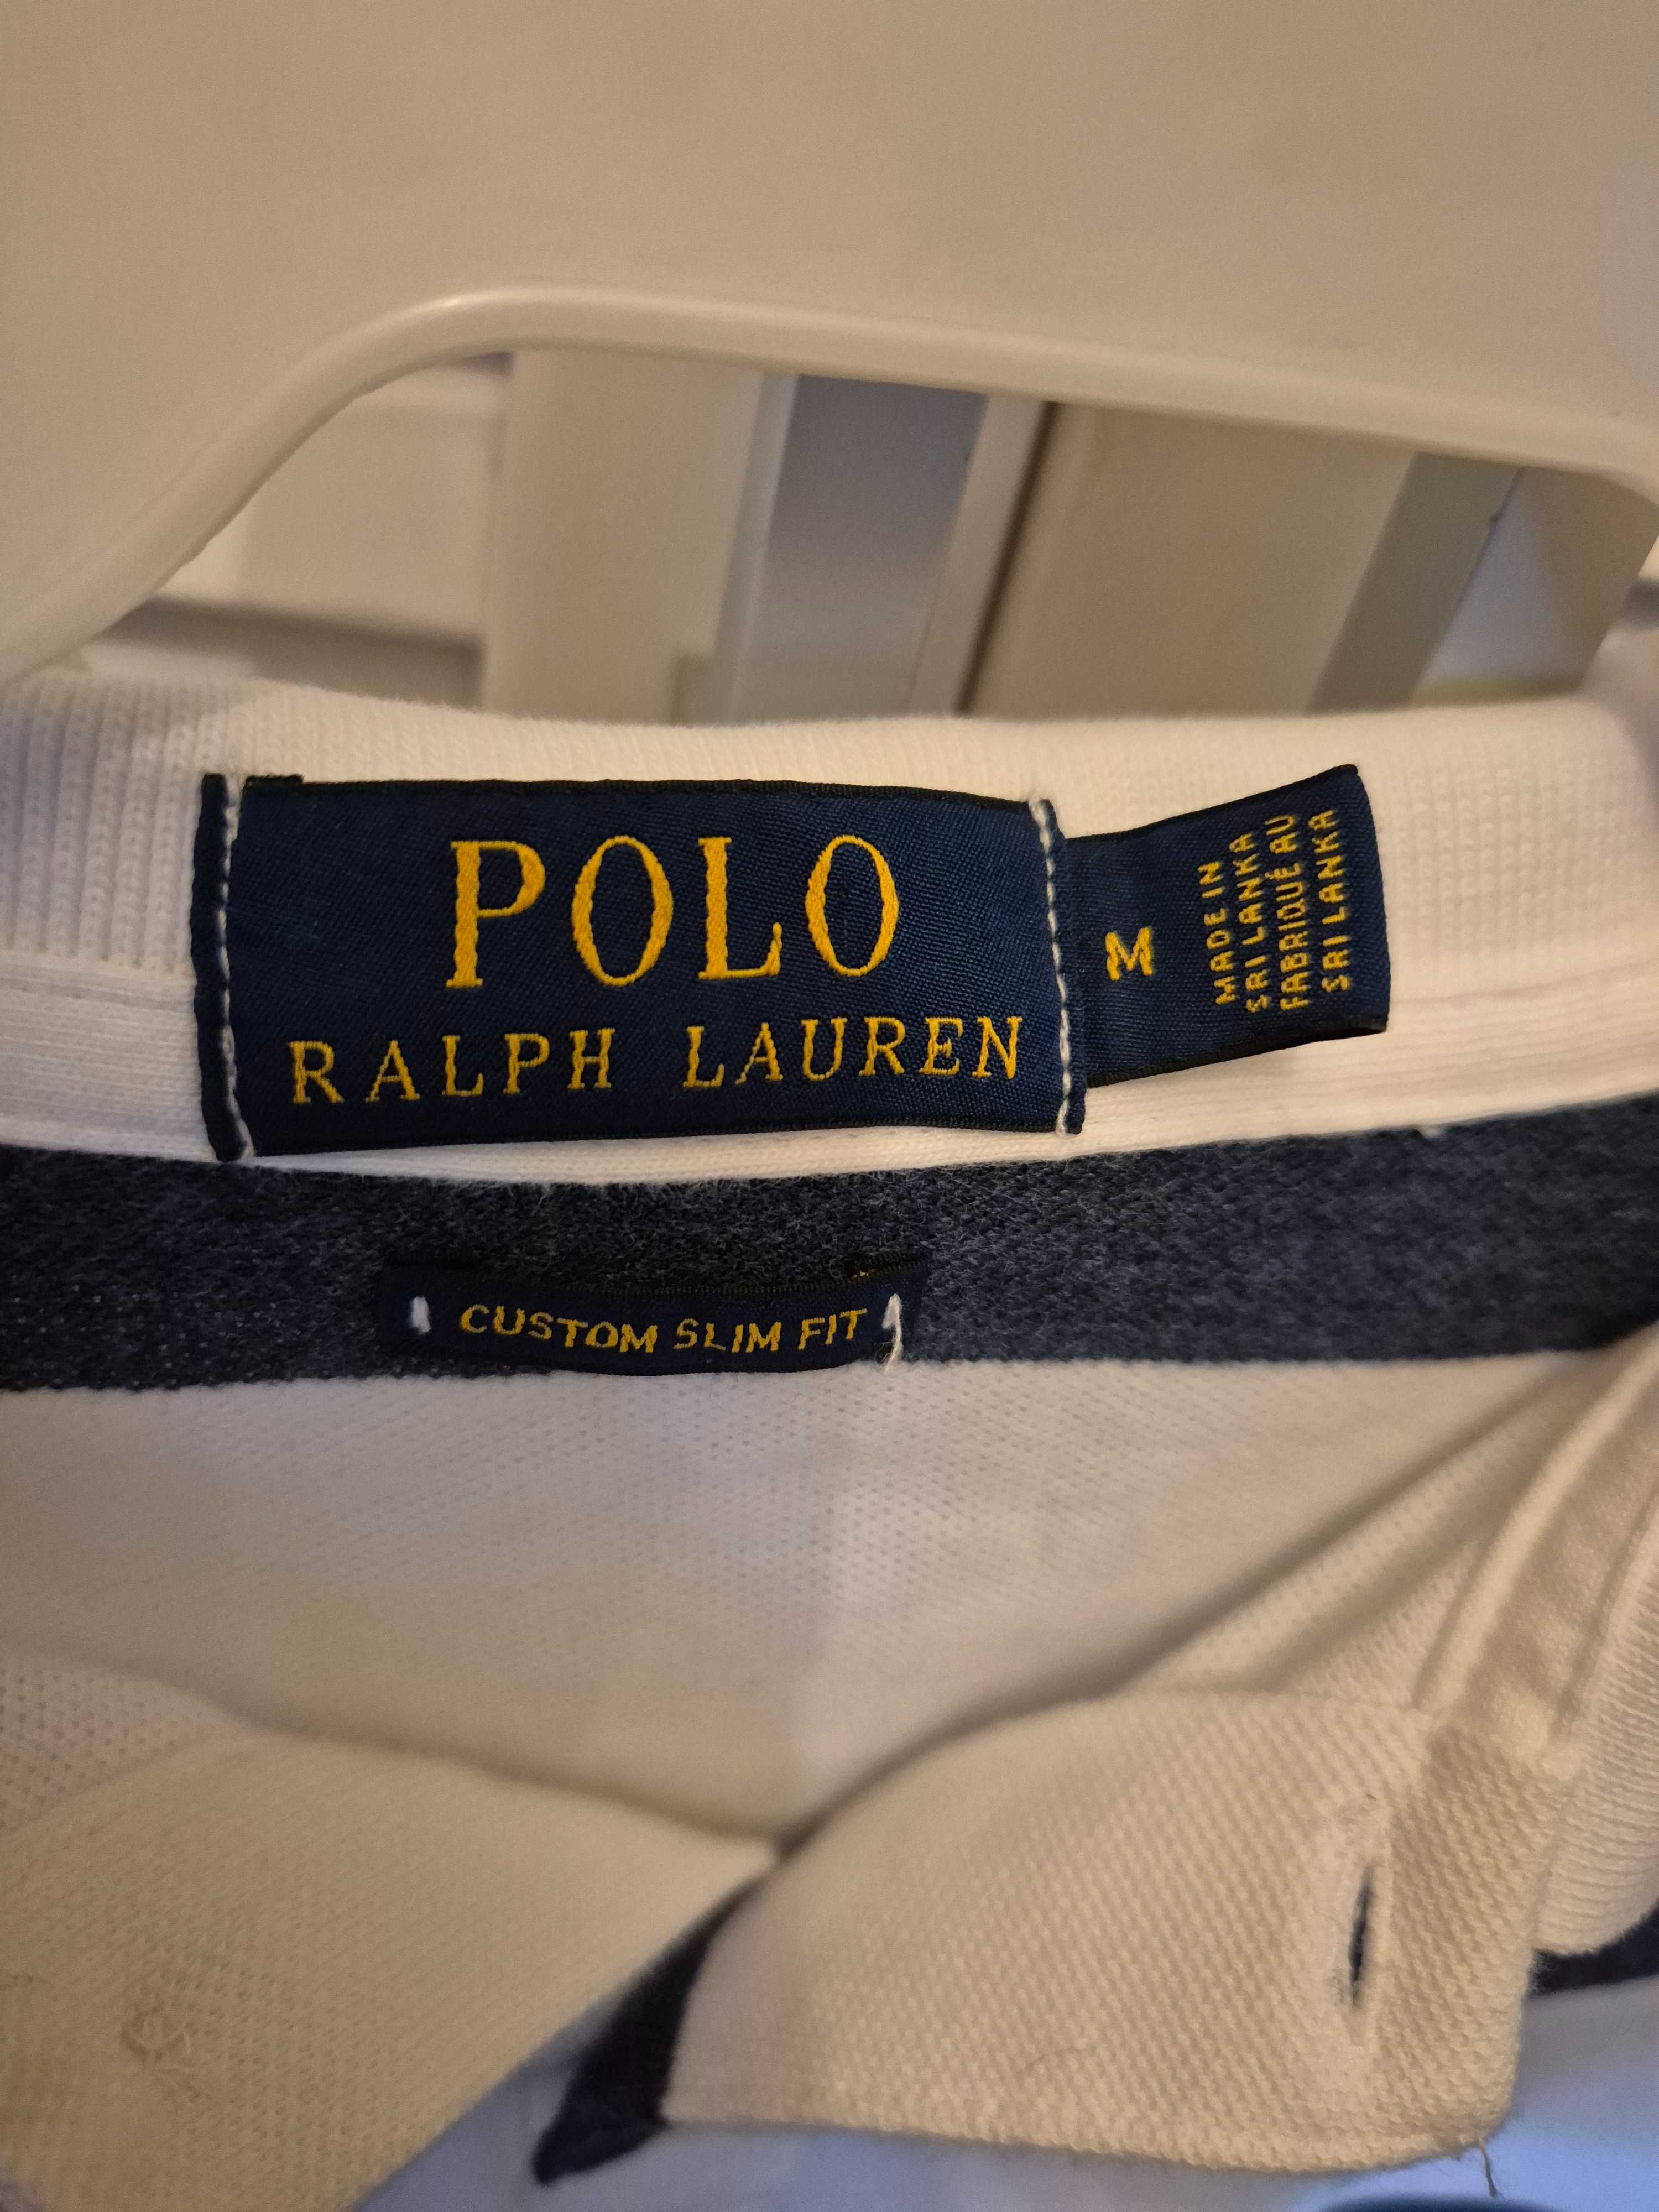 POLO
RALPH LAUREN
M
MADE IN
SRI LANKA
FABRIQUÉ AU
SRI LANKA
CUSTOM SLIM FIT